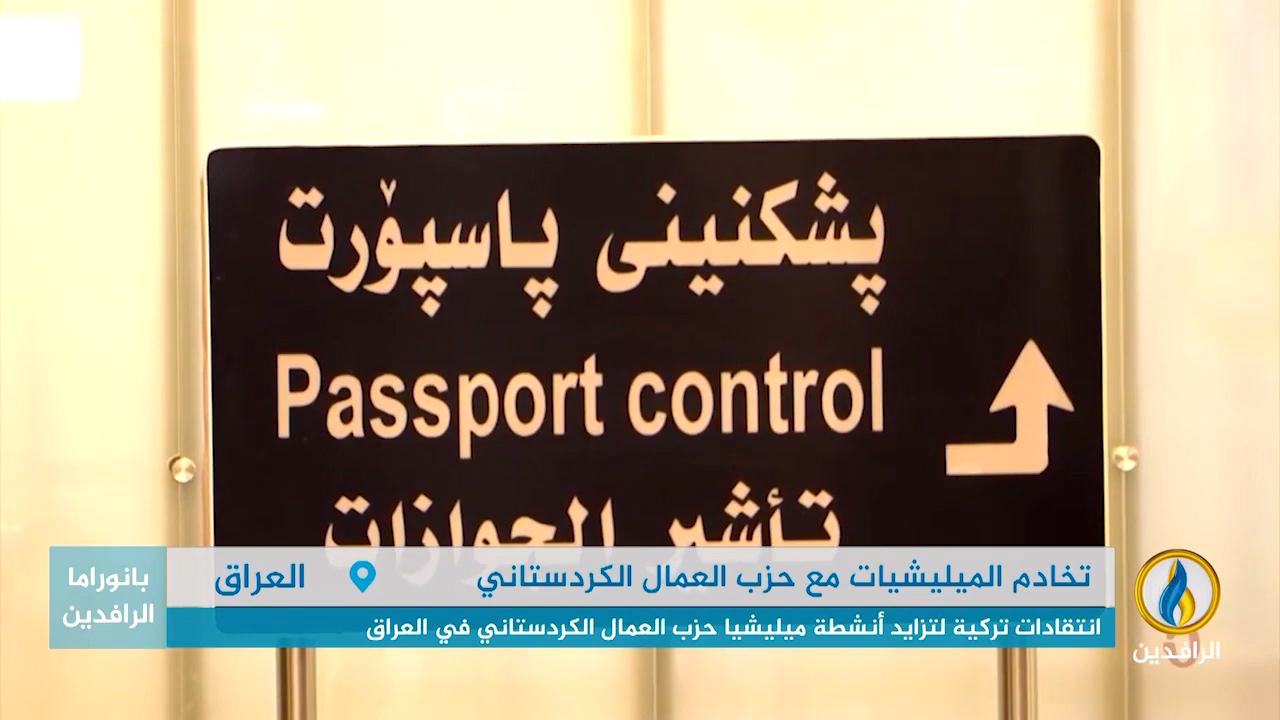 پشکنینی پاسپۆرت
Passport control
تأشير الجوازات
تخادم الميليشيات مع حزب العمال الكردستاني
العراق
انتقادات تركية لتزايد أنشطة ميليشيا حزب العمال الكردستاني في العراق
بانوراما
الرافدين
الرافدين